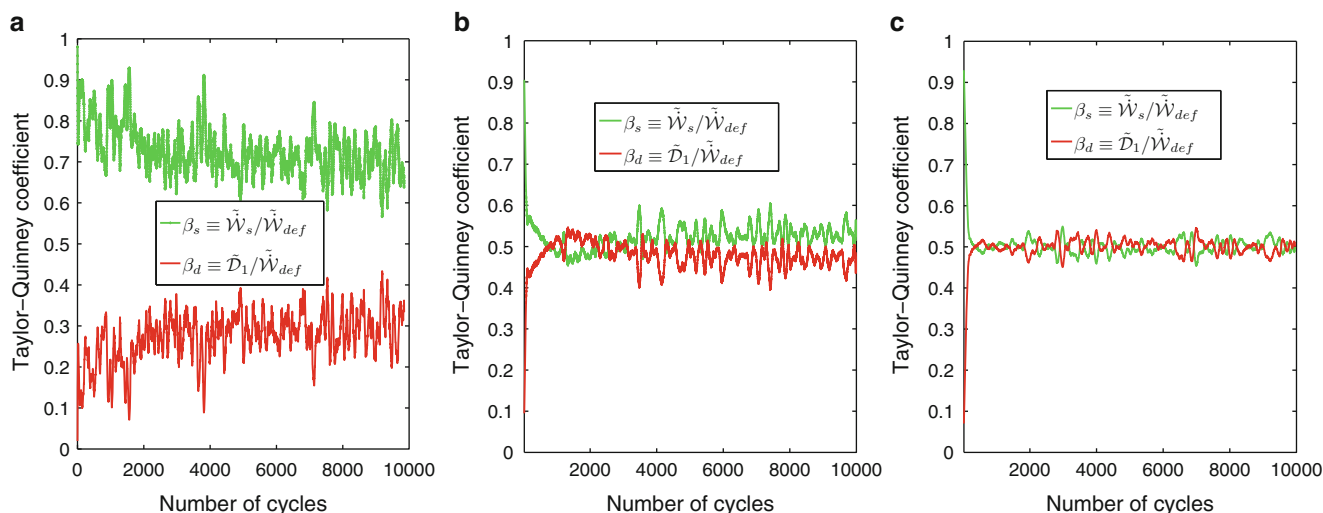 a
Taylor–Quinney coefficient
1
0.9
0.8
0.7
0.6
0.5
0.4
0.3
0.2
0.1
0
β_s ≡ 𝒲̃̇_s/𝒲̃̇_def
β_d ≡ 𝒟̃_1/𝒲̃̇_def
0 2000 4000 6000 8000 10000
Number of cycles
b
Taylor–Quinney coefficient
1
0.9
0.8
0.7
0.6
0.5
0.4
0.3
0.2
0.1
0
β_s ≡ 𝒲̃̇_s/𝒲̃̇_def
β_d ≡ 𝒟̃_1/𝒲̃̇_def
2000 4000 6000 8000 10000
Number of cycles
c
Taylor–Quinney coefficient
1
0.9
0.8
0.7
0.6
0.5
0.4
0.3
0.2
0.1
0
β_s ≡ 𝒲̃̇_s/𝒲̃̇_def
β_d ≡ 𝒟̃_1/𝒲̃̇_def
2000 4000 6000 8000 10000
Number of cycles